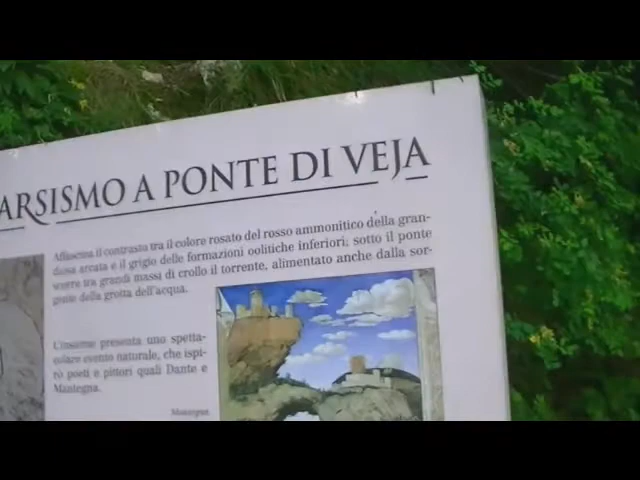 ARSISMO A PONTE DI VEJA
Affascina il contrasto tra il colore rosato del rosso ammonitico della gran-
diosa arcata e il grigio delle formazioni oolitiche inferiori; sotto il ponte
scorre tra grandi massi di crollo il torrente, alimentato anche dalla sor-
gente della grotta dell'acqua.
L'insieme presenta uno spetta-
colare evento naturale, che ispi-
rò poeti e pittori quali Dante e
Mantegna.
Mantegna